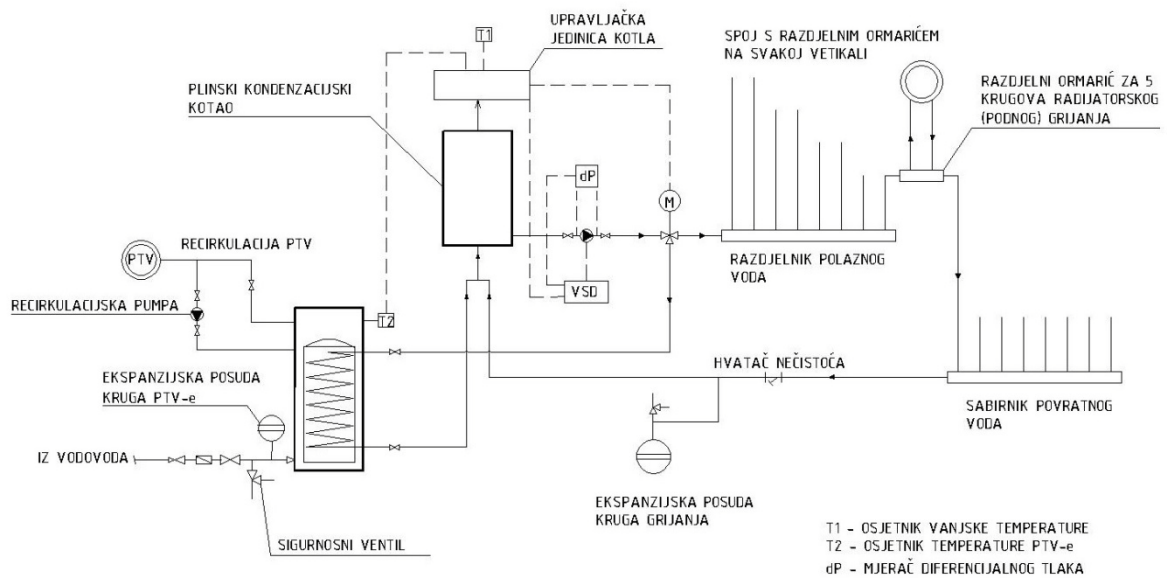 T1
UPRAVLJAČKA
JEDINICA KOTLA
SPOJ S RAZDJELNIM ORMARIĆEM
NA SVAKOJ VETIKALI
PLINSKI KONDENZACIJSKI
KOTAO
RAZDJELNI ORMARIĆ ZA 5
KRUGOVA RADIJATORSKOG
(PODNOG) GRIJANJA
dP
M
RECIRKULACIJA PTV
PTV
RAZDJELNIK POLAZNOG
VODA
VSD
RECIRKULACIJSKA PUMPA
T2
HVATAČ NEČISTOĆA
EKSPANZIJSKA POSUDA
KRUGA PTV-e
SABIRNIK POVRATNOG
VODA
IZ VODOVODA
EKSPANZIJSKA POSUDA
KRUGA GRIJANJA
SIGURNOSNI VENTIL
T1 - OSJETNIK VANJSKE TEMPERATURE
T2 - OSJETNIK TEMPERATURE PTV-e
dP - MJERAČ DIFERENCIJALNOG TLAKA